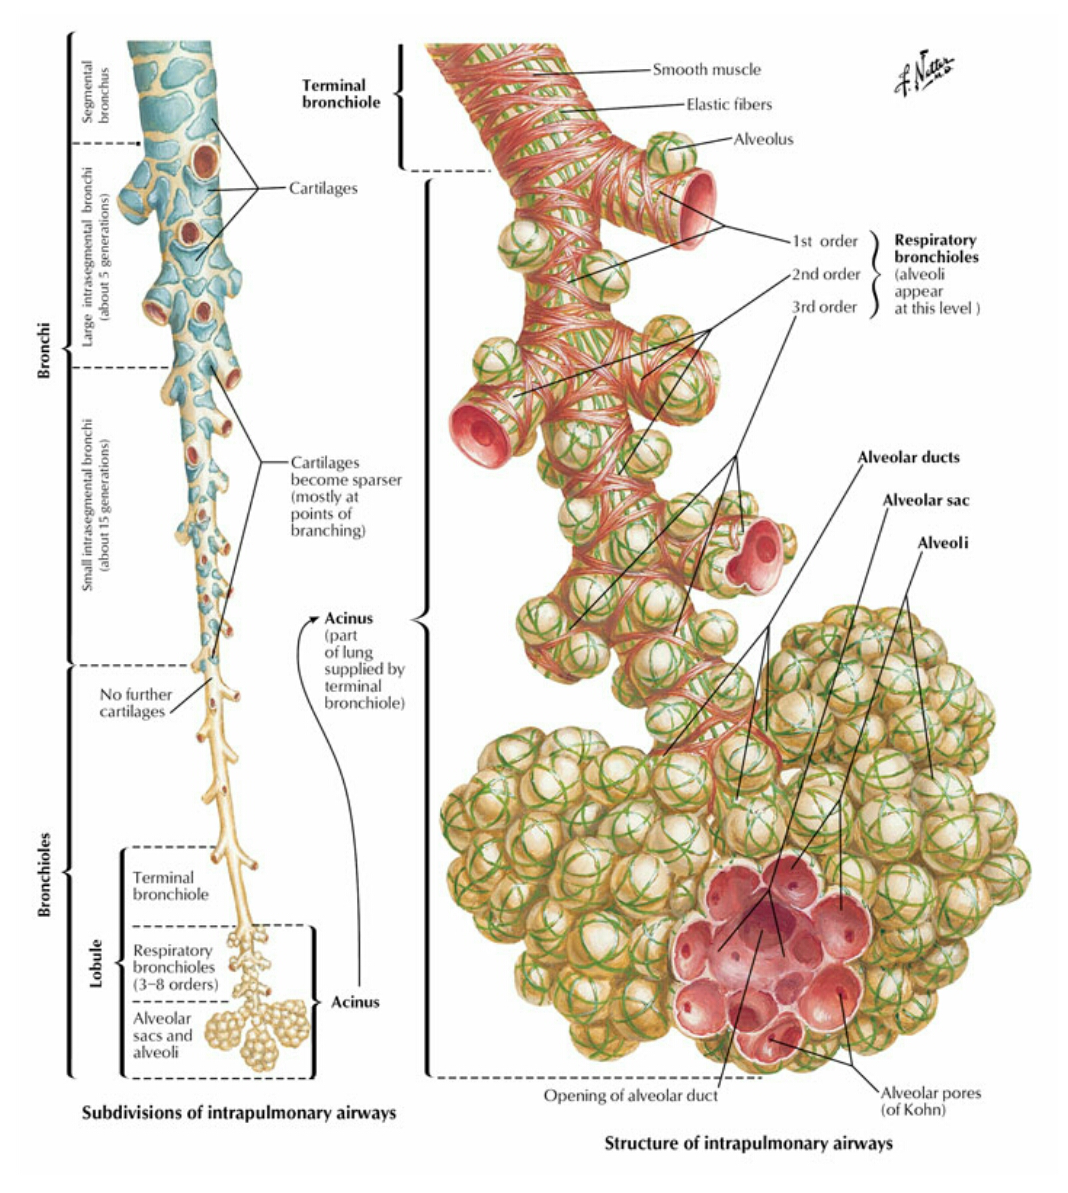 Segmental
bronchus
Large intrasegmental bronchi
(about 5 generations)
Bronchi
Small intrasegmental bronchi
(about 15 generations)
Cartilages
Cartilages
become sparser
(mostly at
points of
branching)
No further
cartilages
Bronchioles
Lobule
Terminal
bronchiole
Respiratory
bronchioles
(3–8 orders)
Alveolar
sacs and
alveoli
Acinus
Acinus
(part
of lung
supplied by
terminal
bronchiole)
Subdivisions of intrapulmonary airways
Terminal
bronchiole
Smooth muscle
Elastic fibers
Alveolus
1st order
2nd order
3rd order
Respiratory
bronchioles
(alveoli
appear
at this level )
Alveolar ducts
Alveolar sac
Alveoli
Opening of alveolar duct
Alveolar pores
(of Kohn)
Structure of intrapulmonary airways
F. Netter
M.D.